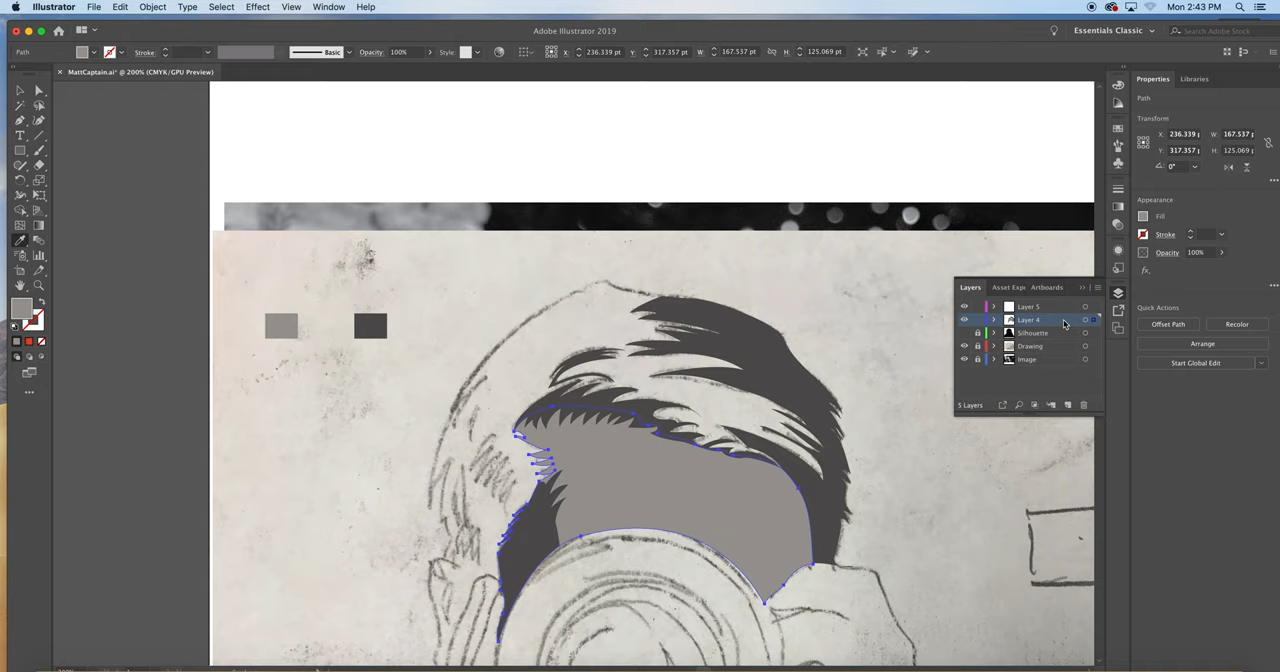 Illustrator File Edit Object Type Select Effect View Window Help Mon 2:43 PM
Adobe Illustrator 2019 Essentials Classic Search Adobe Stock
Path Stroke: Basic Opacity: 100% Style: X: 236.339 pt Y: 317.357 pt W: 167.537 pt H: 125.069 pt
× MattCaptain.ai* @ 200% (CMYK/GPU Preview)
Properties Libraries
Path
Transform
X: 236.339 W: 167.537
Y: 317.357 H: 125.069
0°
Appearance
Fill
Stroke
Opacity 100%
fx.
Quick Actions
Offset Path Recolor
Arrange
Start Global Edit
Layers Asset Exp Artboards
Layer 5
Layer 4
Silhouette
Drawing
Image
5 Layers